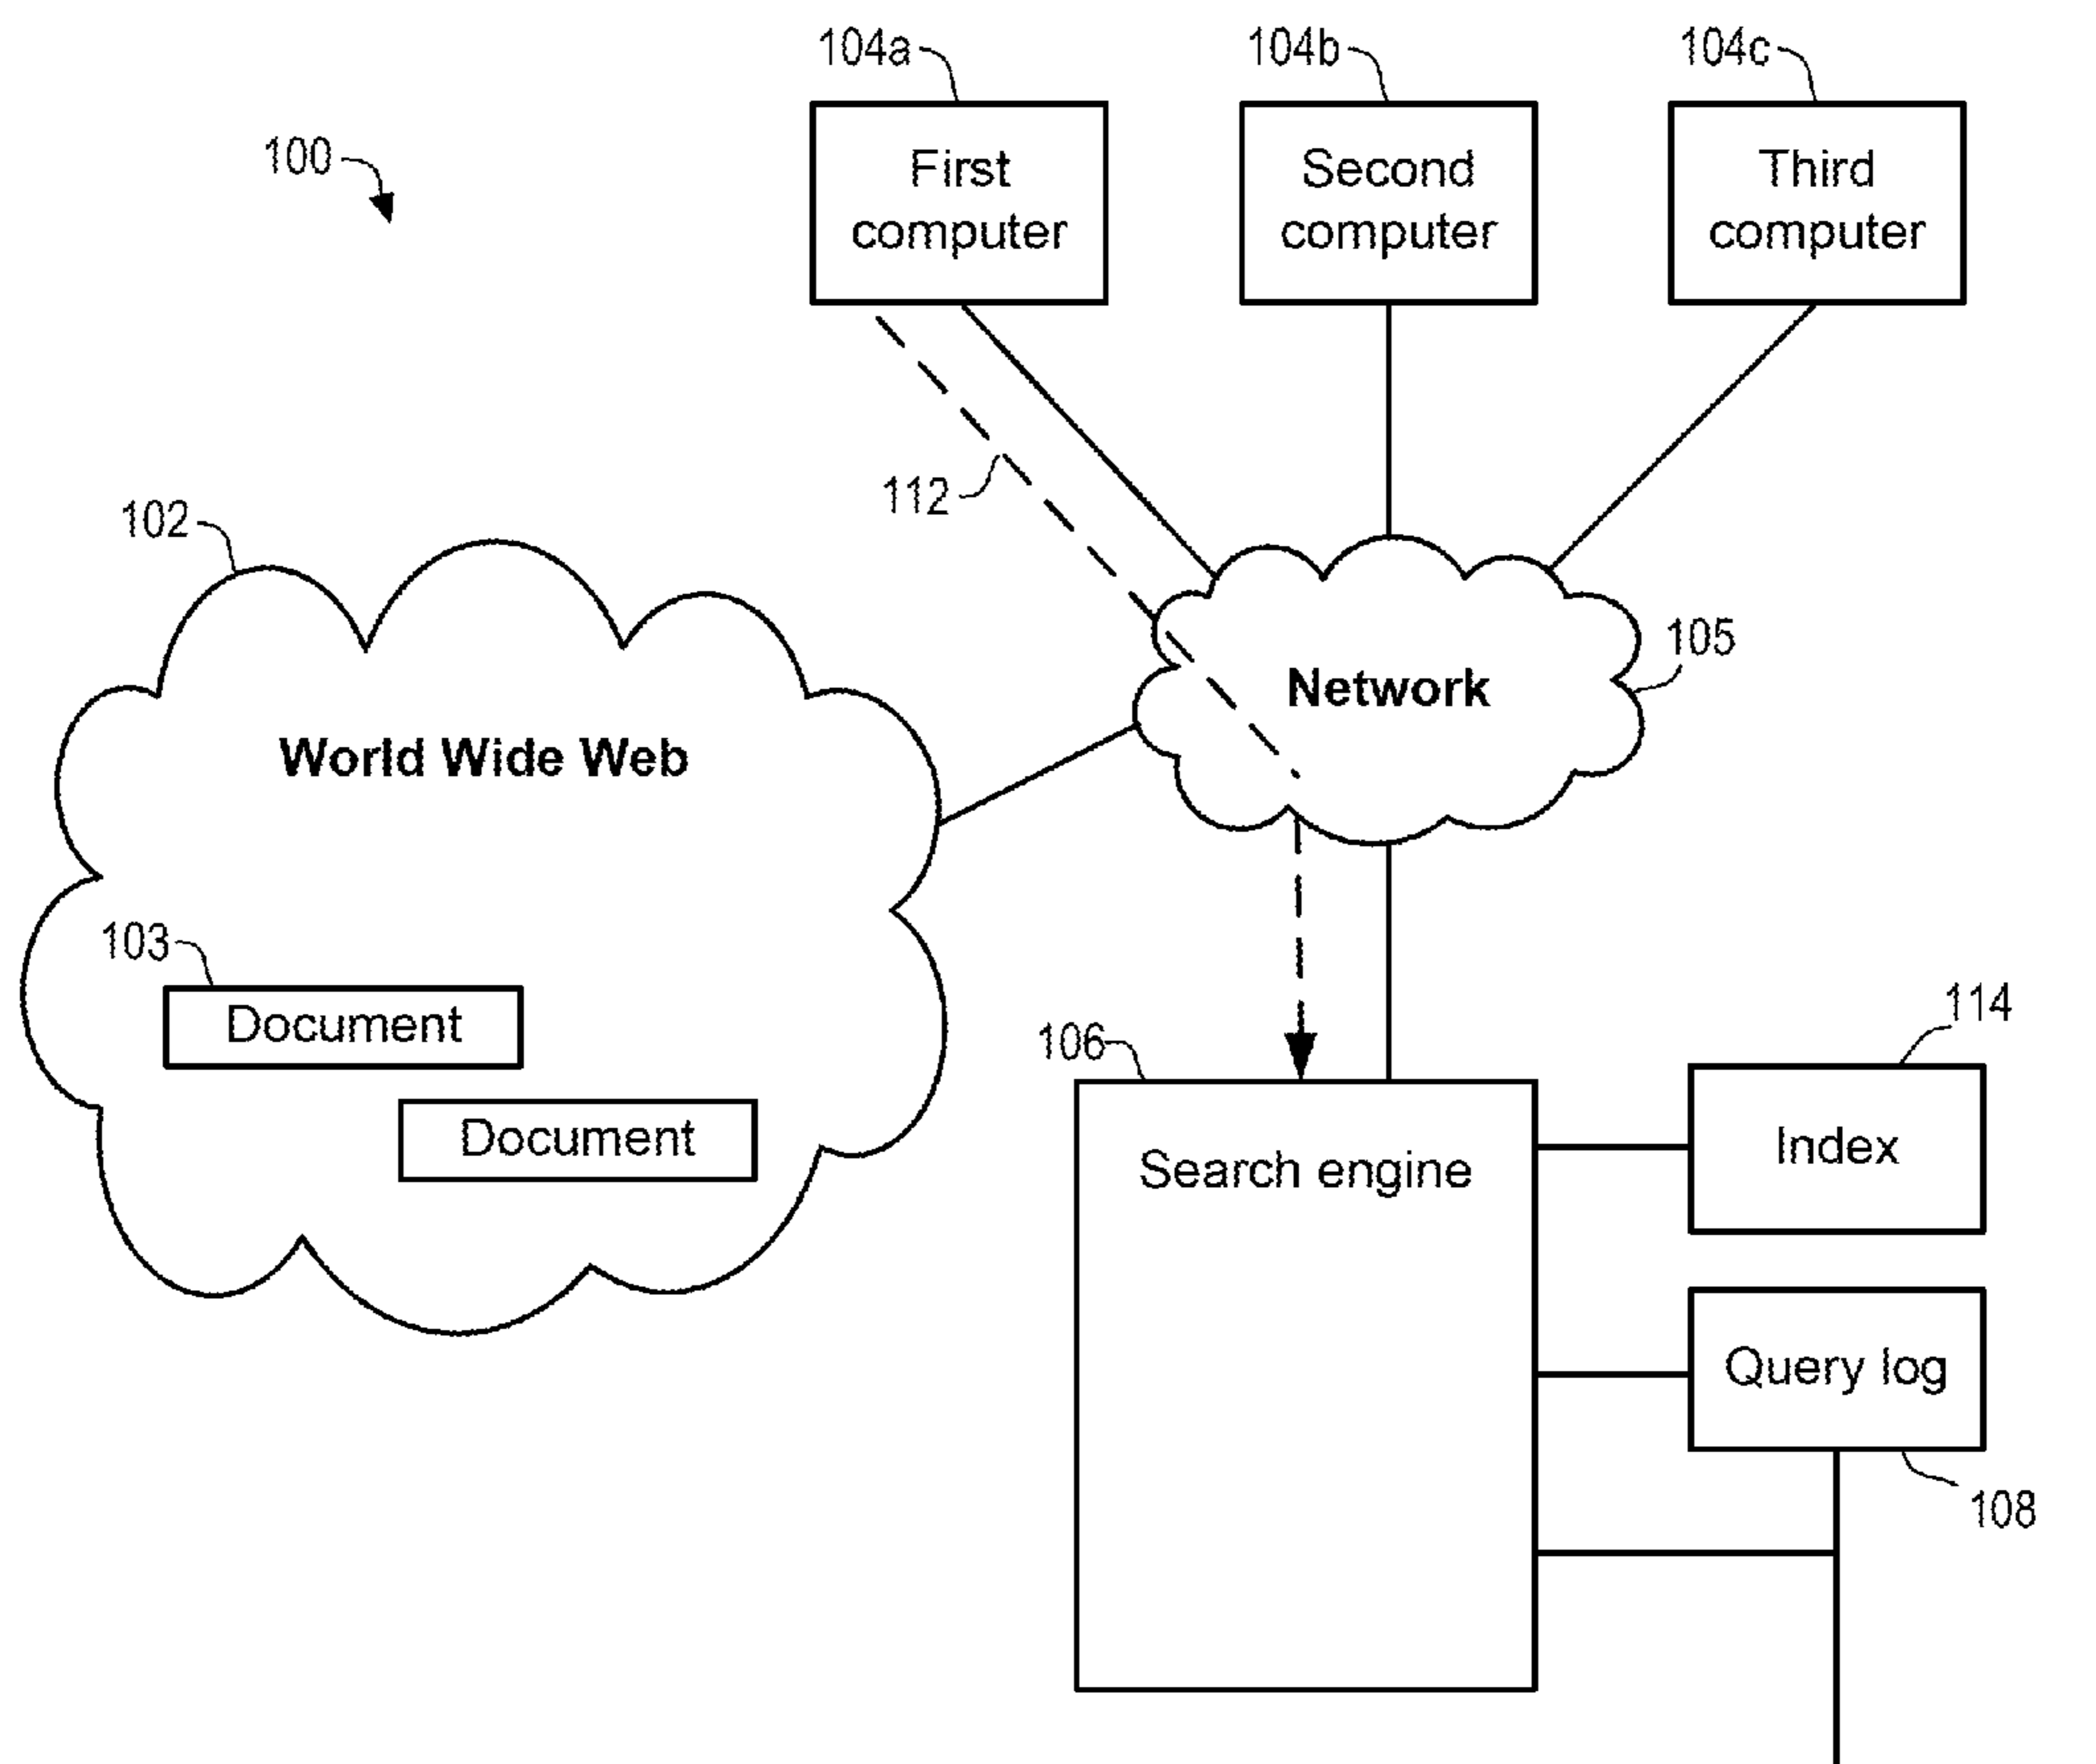 104a
104b
104c
100
First
computer
Second
computer
Third
computer
112
102
105
Network
World Wide Web
103
Document
114
106
Document
Index
Search engine
Query log
108